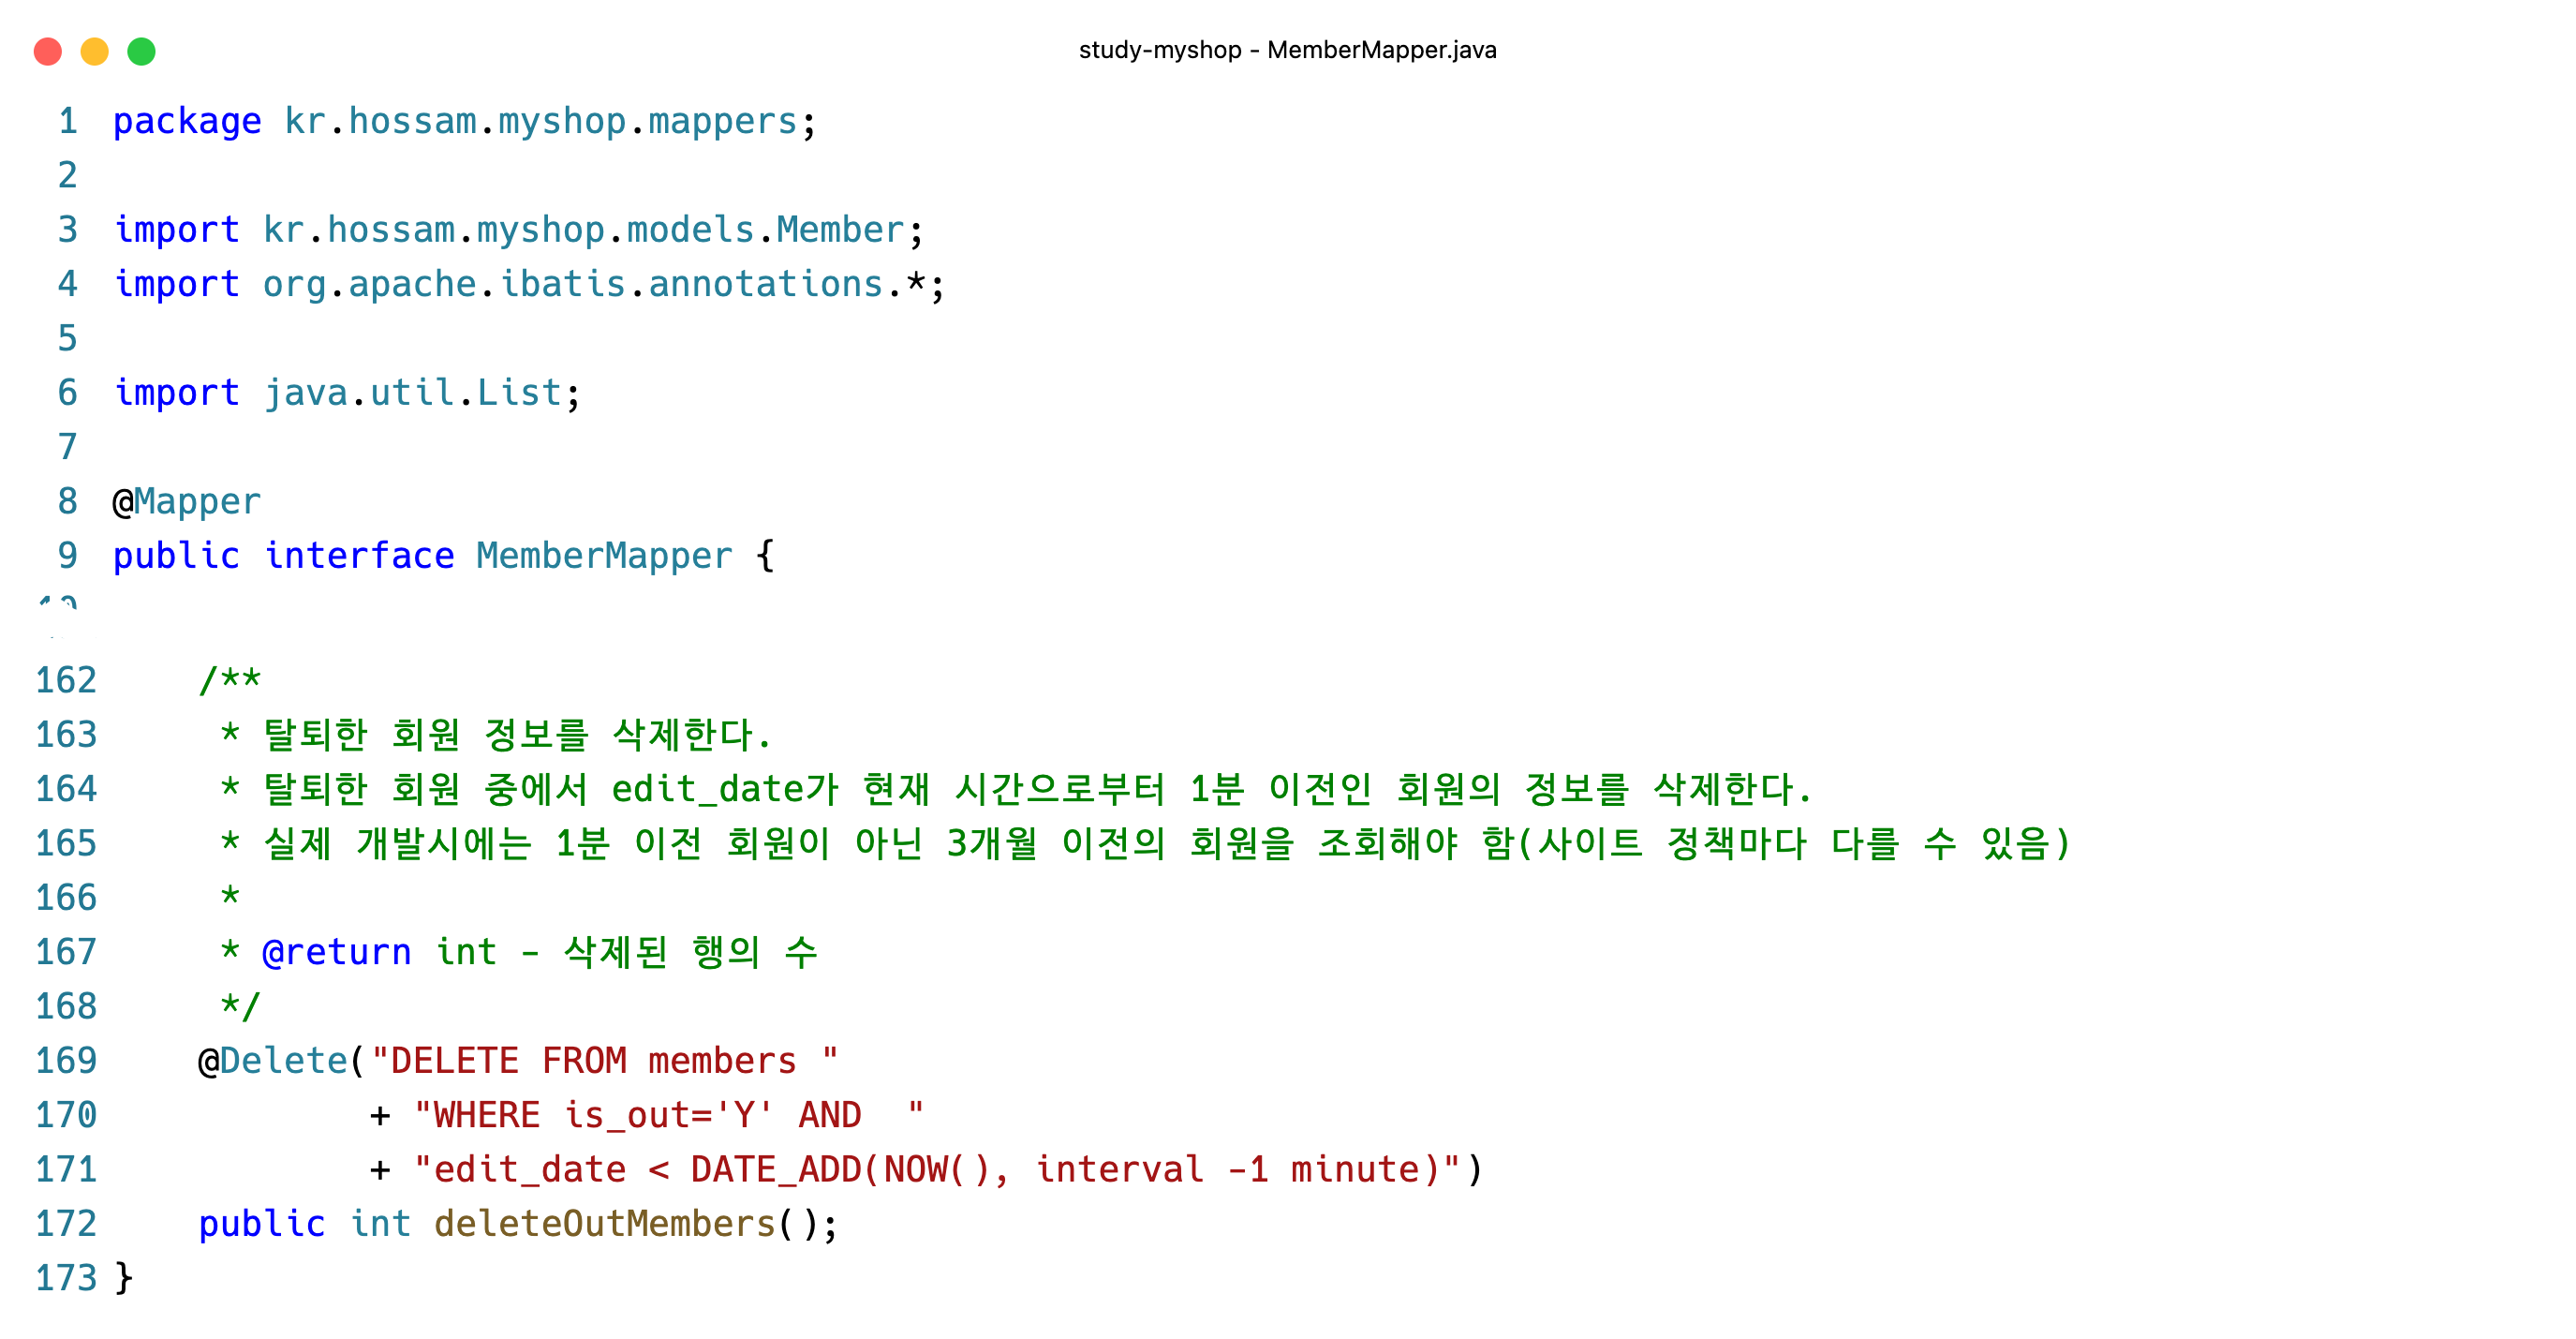 study-myshop - MemberMapper.java
1 package kr.hossam.myshop.mappers;
2
3 import kr.hossam.myshop.models.Member;
4 import org.apache.ibatis.annotations.*;
5
6 import java.util.List;
7
8 @Mapper
9 public interface MemberMapper {
162     /**
163      * 탈퇴한 회원 정보를 삭제한다.
164      * 탈퇴한 회원 중에서 edit_date가 현재 시간으로부터 1분 이전인 회원의 정보를 삭제한다.
165      * 실제 개발시에는 1분 이전 회원이 아닌 3개월 이전의 회원을 조회해야 함(사이트 정책마다 다를 수 있음)
166      *
167      * @return int - 삭제된 행의 수
168      */
169     @Delete("DELETE FROM members "
170             + "WHERE is_out='Y' AND  "
171             + "edit_date < DATE_ADD(NOW(), interval -1 minute)")
172     public int deleteOutMembers();
173 }